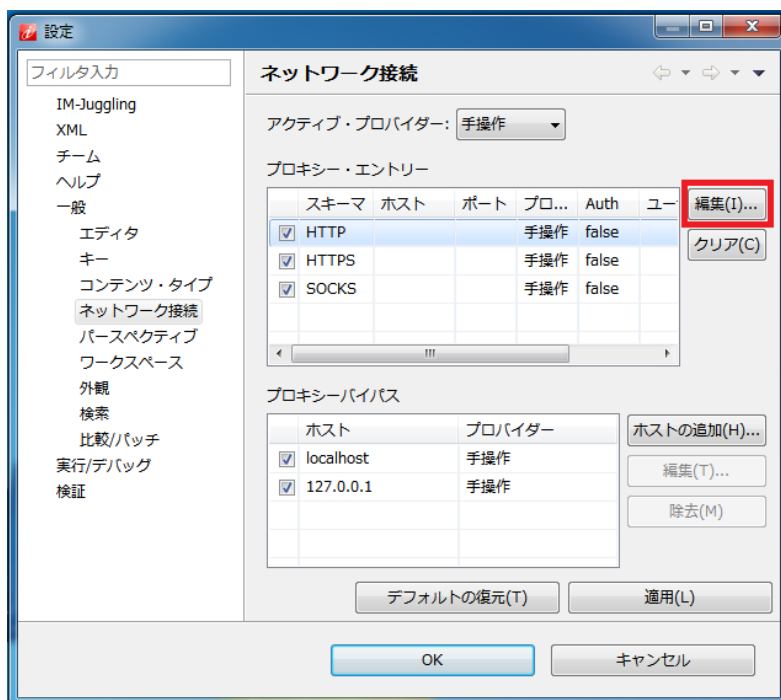 設定
フィルタ入力
IM-Juggling
XML
チーム
ヘルプ
一般
エディタ
キー
コンテンツ・タイプ
ネットワーク接続
パースペクティブ
ワークスペース
外観
検索
比較/パッチ
実行/デバッグ
検証
ネットワーク接続
アクティブ・プロバイダー: 手操作
プロキシー・エントリー
スキーマ ホスト ポート プロ... Auth ユー
HTTP 手操作 false
HTTPS 手操作 false
SOCKS 手操作 false
編集(I)...
クリア(C)
プロキシーバイパス
ホスト プロバイダー
localhost 手操作
127.0.0.1 手操作
ホストの追加(H)...
編集(T)...
除去(M)
デフォルトの復元(T) 適用(L)
OK キャンセル